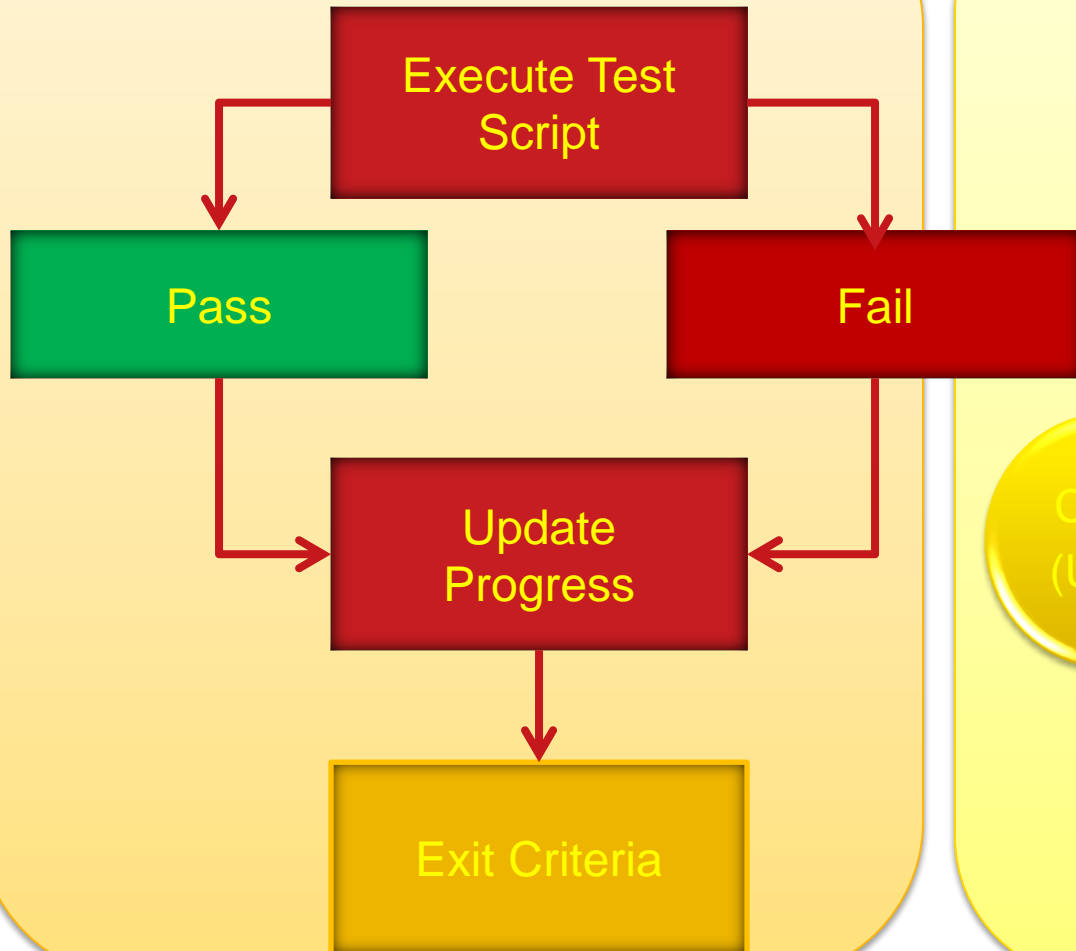 Execute Test
Script
Pass
Fail
Update
Progress
Exit Criteria